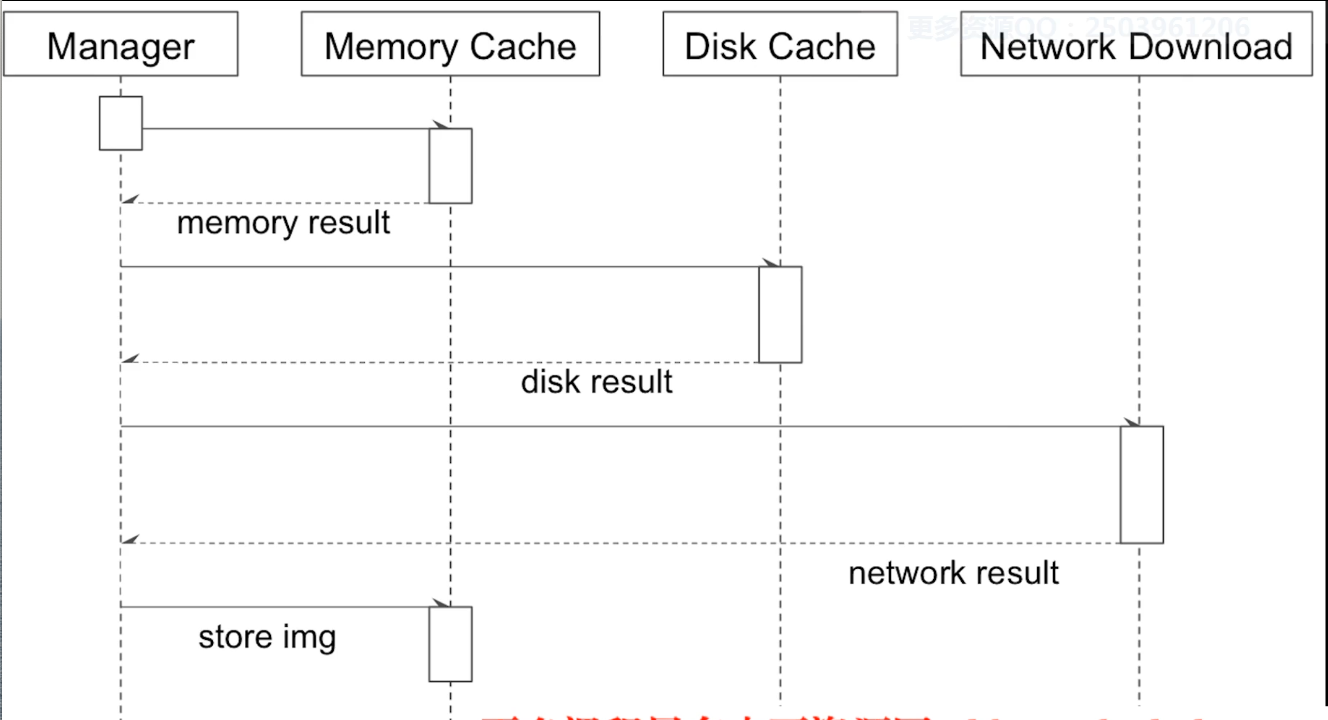 更多资源QQ：2503961206
Manager
Memory Cache
Disk Cache
Network Download
memory result
disk result
network result
store img